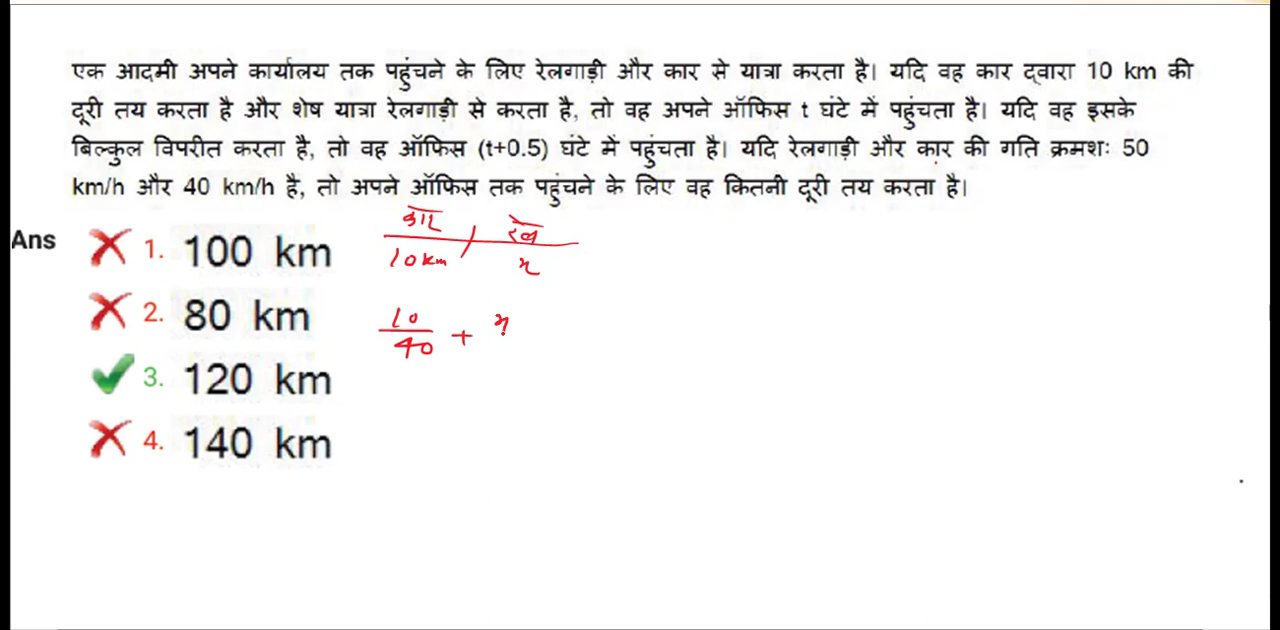 एक आदमी अपने कार्यालय तक पहुंचने के लिए रेलगाड़ी और कार से यात्रा करता है। यदि वह कार द्वारा 10 km की
दूरी तय करता है और शेष यात्रा रेलगाड़ी से करता है, तो वह अपने ऑफिस t घंटे में पहुंचता है। यदि वह इसके
बिल्कुल विपरीत करता है, तो वह ऑफिस (t+0.5) घंटे में पहुंचता है। यदि रेलगाड़ी और कार की गति क्रमशः 50
km/h और 40 km/h है, तो अपने ऑफिस तक पहुंचने के लिए वह कितनी दूरी तय करता है।
Ans
1. 100 km
2. 80 km
3. 120 km
4. 140 km
कार / रेल
10 km x
10
40 + x